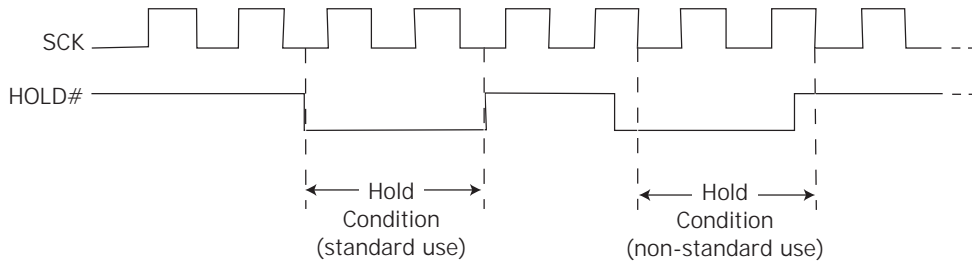 SCK
HOLD#
Hold
Condition
(standard use)
Hold
Condition
(non-standard use)